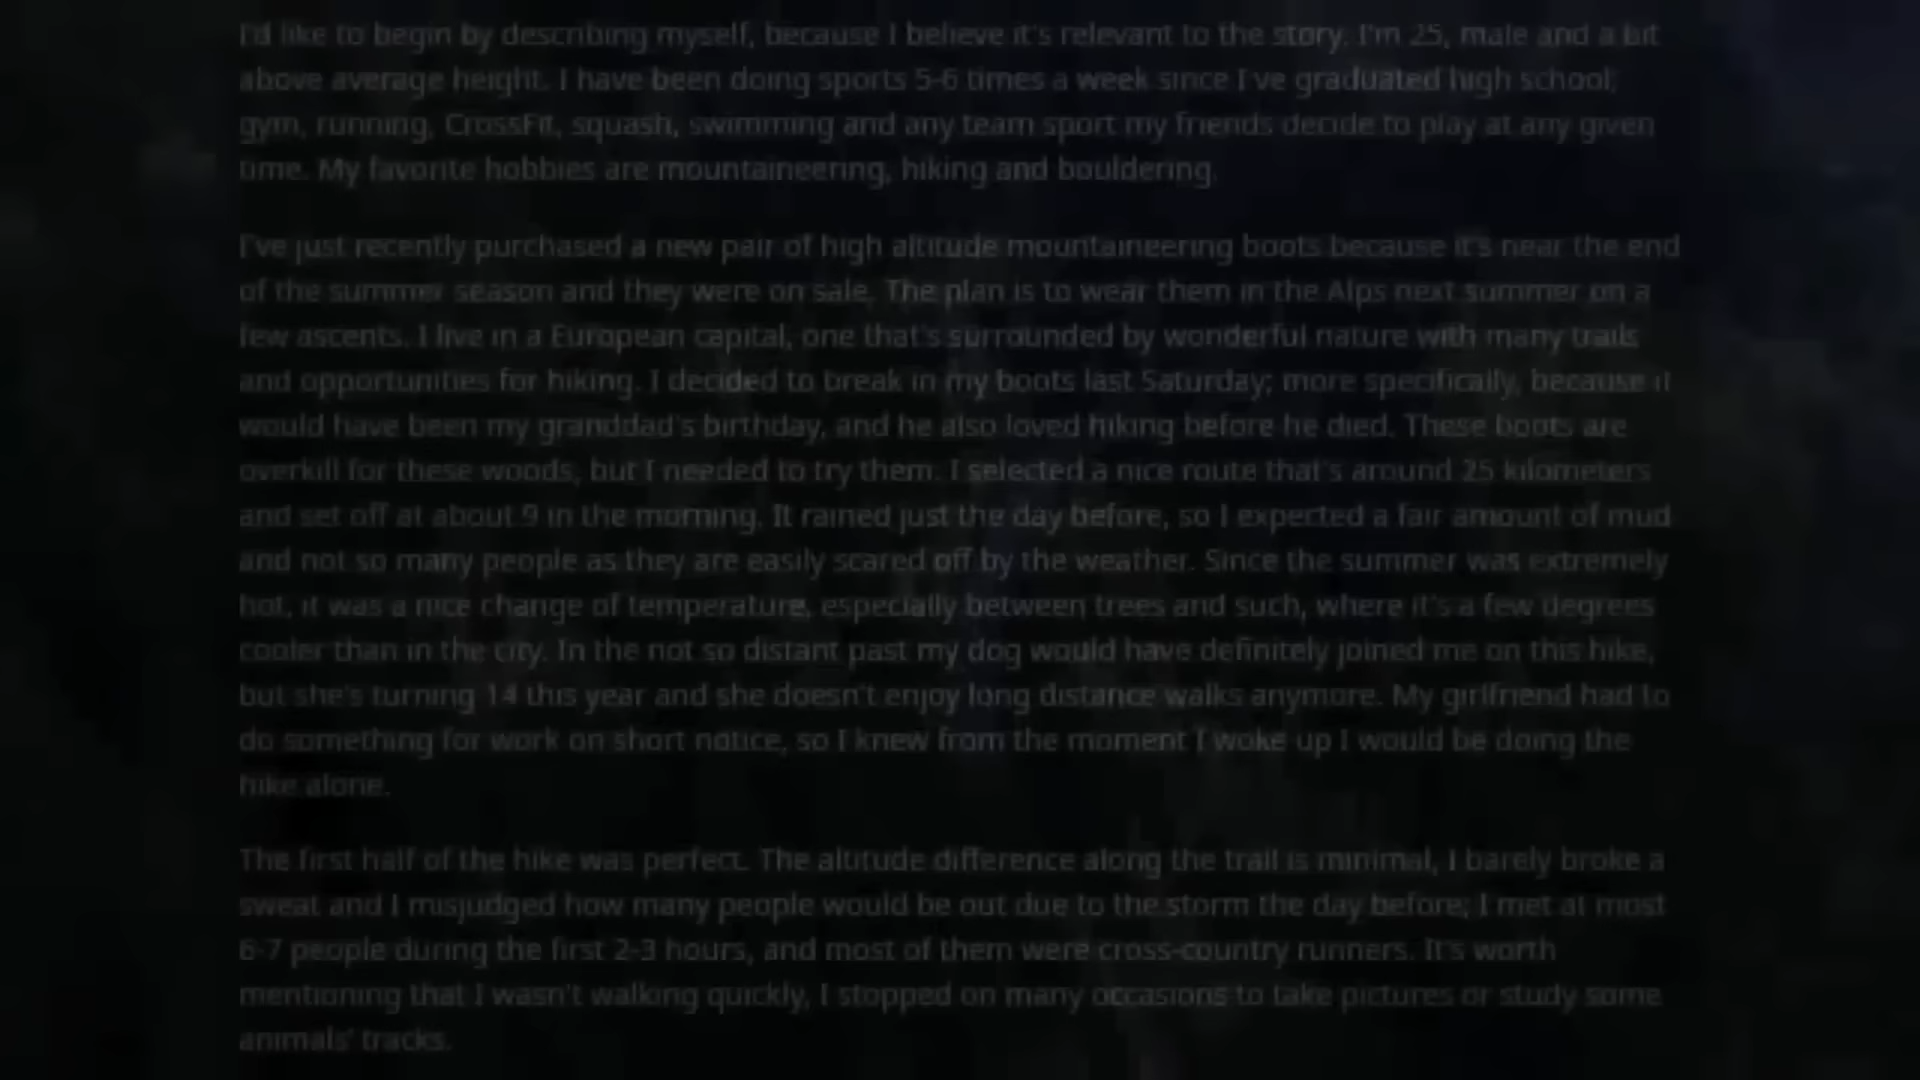 I'd like to begin by describing myself, because I believe it's relevant to the story. I'm 25, male and a bit
above average height. I have been doing sports 5-6 times a week since I've graduated high school;
gym, running, CrossFit, squash, swimming and any team sport my friends decide to play at any given
time. My favorite hobbies are mountaineering, hiking and bouldering.
I've just recently purchased a new pair of high altitude mountaineering boots because it's near the end
of the summer season and they were on sale. The plan is to wear them in the Alps next summer on a
few ascents. I live in a European capital, one that's surrounded by wonderful nature with many trails
and opportunities for hiking. I decided to break in my boots last Saturday; more specifically, because it
would have been my granddad's birthday, and he also loved hiking before he died. These boots are
overkill for these woods, but I needed to try them. I selected a nice route that's around 25 kilometers
and set off at about 9 in the morning. It rained just the day before, so I expected a fair amount of mud
and not so many people as they are easily scared off by the weather. Since the summer was extremely
hot, it was a nice change of temperature, especially between trees and such, where it's a few degrees
cooler than in the city. In the not so distant past my dog would have definitely joined me on this hike,
but she's turning 14 this year and she doesn't enjoy long distance walks anymore. My girlfriend had to
do something for work on short notice, so I knew from the moment I woke up I would be doing the
hike alone.
The first half of the hike was perfect. The altitude difference along the trail is minimal, I barely broke a
sweat and I misjudged how many people would be out due to the storm the day before; I met at most
6-7 people during the first 2-3 hours, and most of them were cross-country runners. It's worth
mentioning that I wasn't walking quickly, I stopped on many occasions to take pictures or study some
animals' tracks.